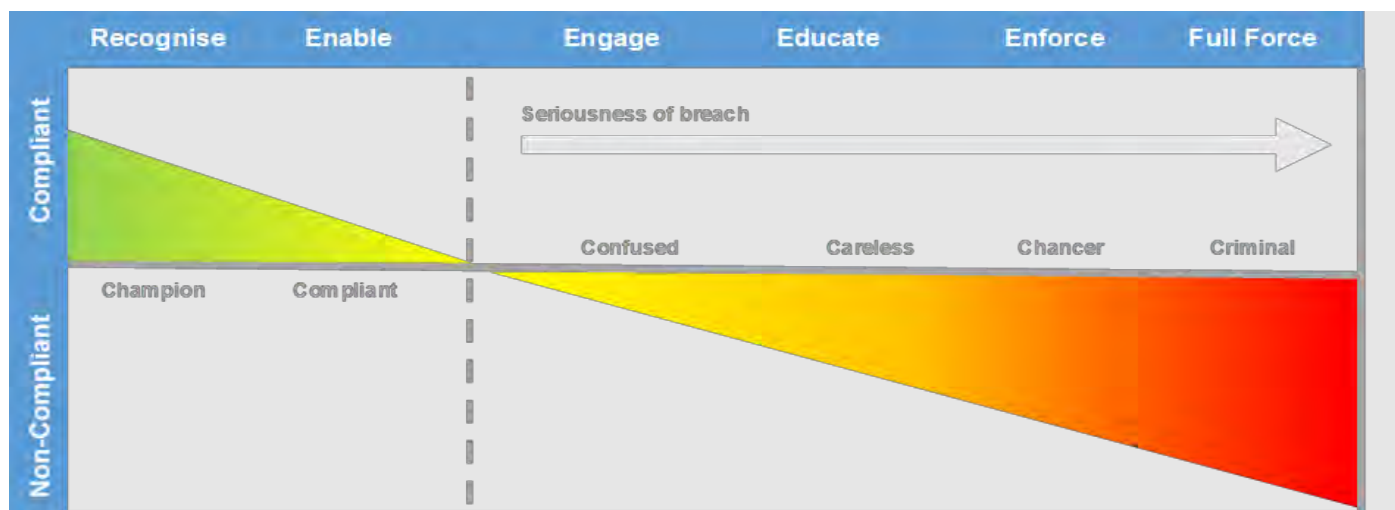 Recognise Enable Engage Educate Enforce Full Force
Compliant
Seriousness of breach
Confused Careless Chancer Criminal
Champion Compliant
Non-Compliant